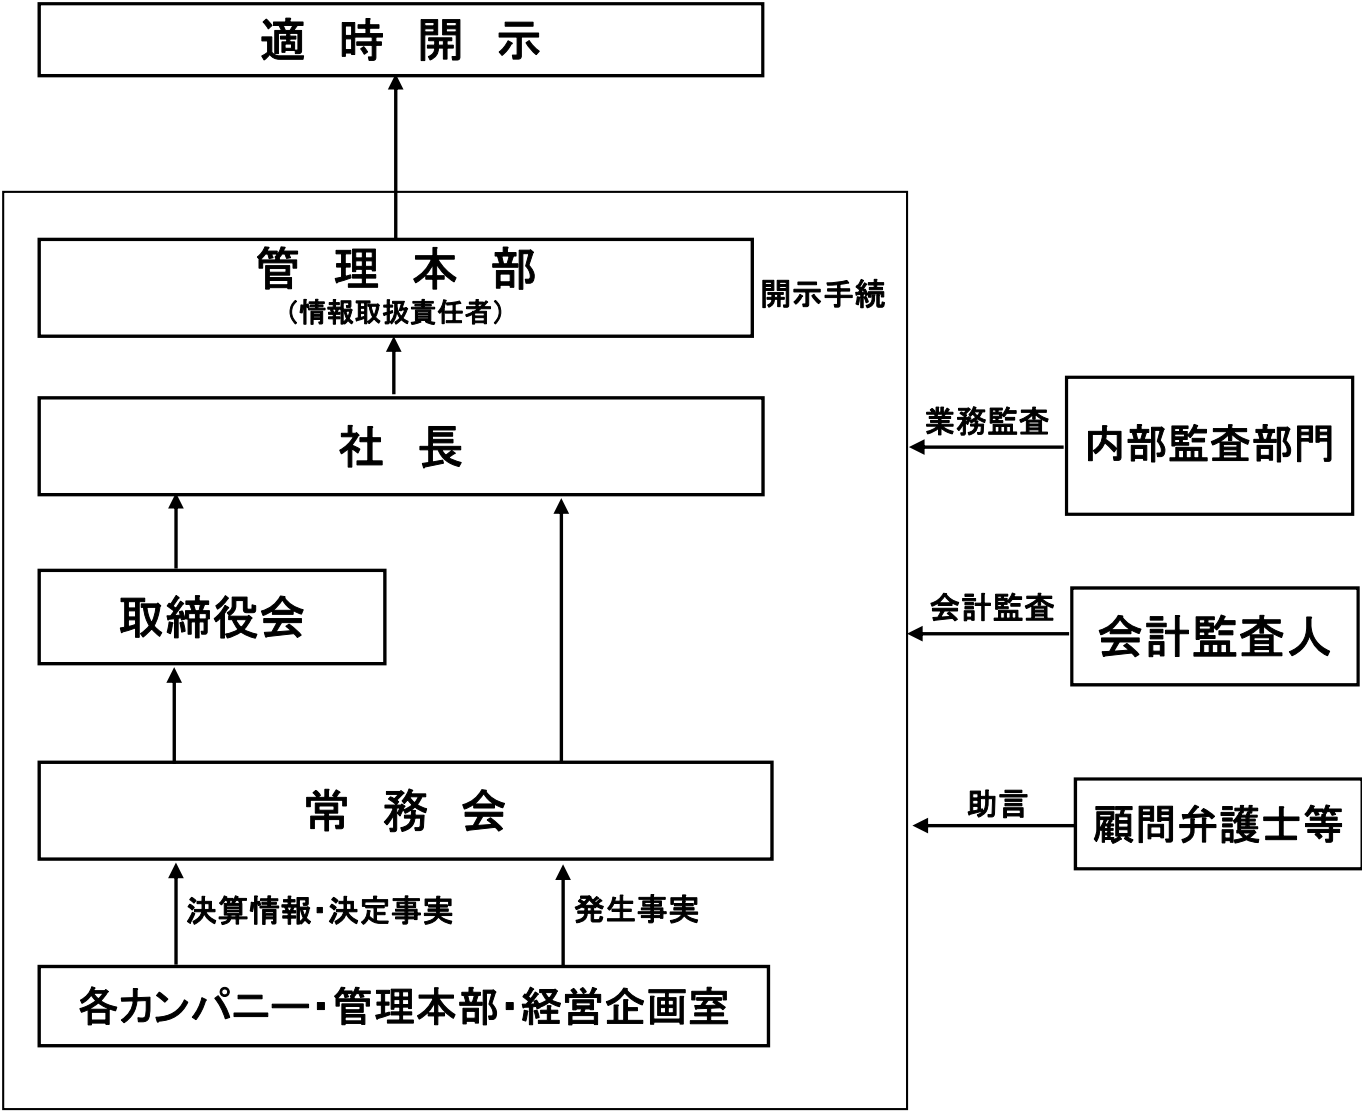 適時開示
管理本部
（情報取扱責任者）
開示手続
社長
業務監査
内部監査部門
取締役会
会計監査
会計監査人
常務会
助言
顧問弁護士等
決算情報・決定事実
発生事実
各カンパニー・管理本部・経営企画室